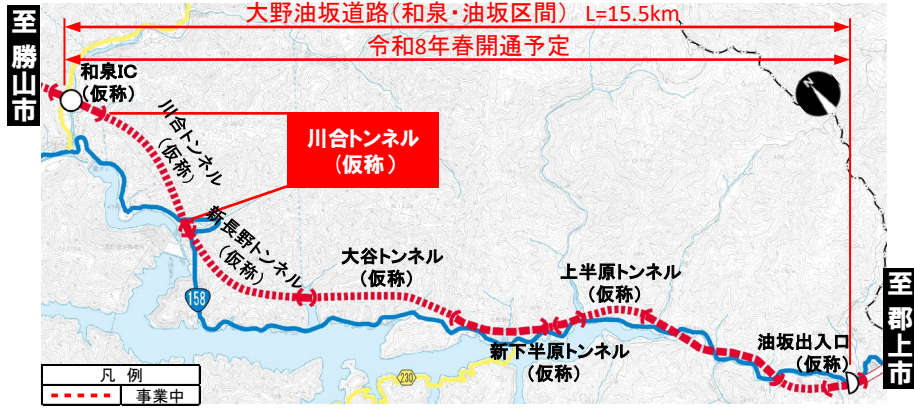 大野油坂道路(和泉・油坂区間) L=15.5km
令和8年春開通予定
至 勝山市
和泉IC
(仮称)
川合トンネル
(仮称)
川合トンネル
(仮称)
新長野トンネル
(仮称)
大谷トンネル
(仮称)
上半原トンネル
(仮称)
新下半原トンネル
(仮称)
油坂出入口
(仮称)
至 郡上市
158
230
N
凡 例
事業中